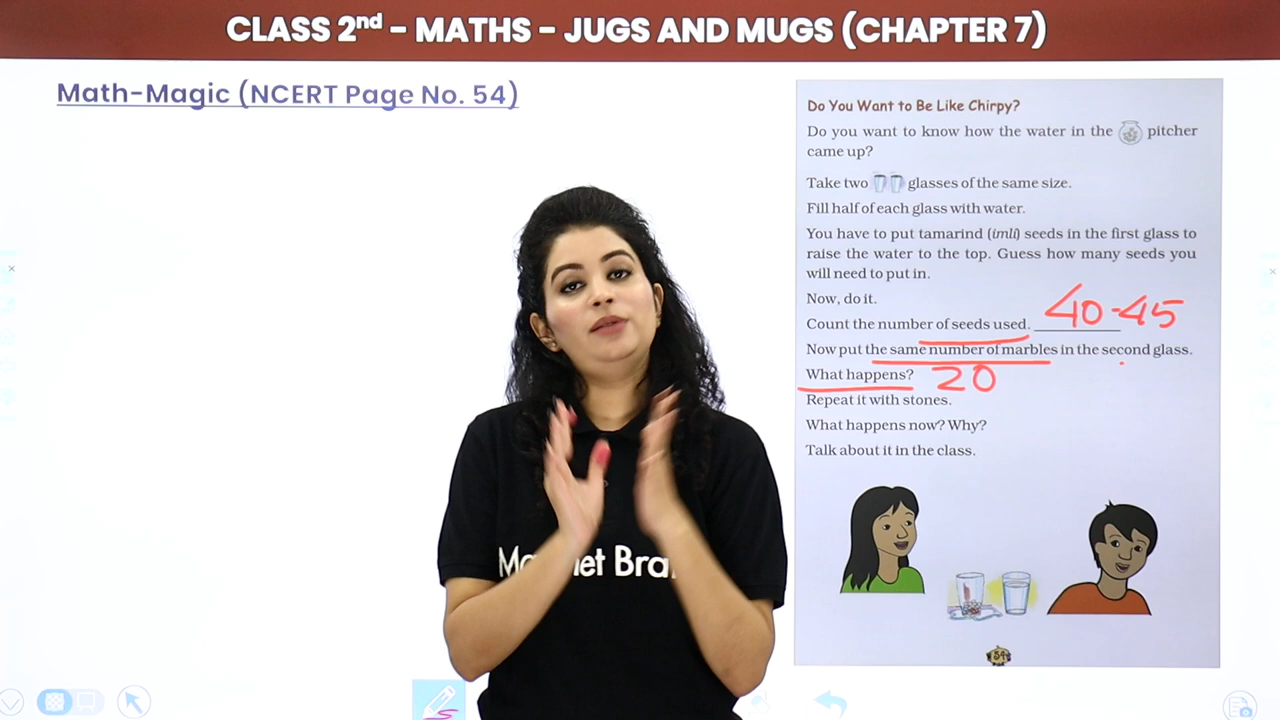 CLASS 2nd - MATHS - JUGS AND MUGS (CHAPTER 7)
Math-Magic (NCERT Page No. 54)
Do You Want to Be Like Chirpy?
Do you want to know how the water in the pitcher
came up?
Take two glasses of the same size.
Fill half of each glass with water.
You have to put tamarind (imli) seeds in the first glass to
raise the water to the top. Guess how many seeds you
will need to put in.
Now, do it.
Count the number of seeds used. 40-45
Now put the same number of marbles in the second glass.
What happens? 20
Repeat it with stones.
What happens now? Why?
Talk about it in the class.
54